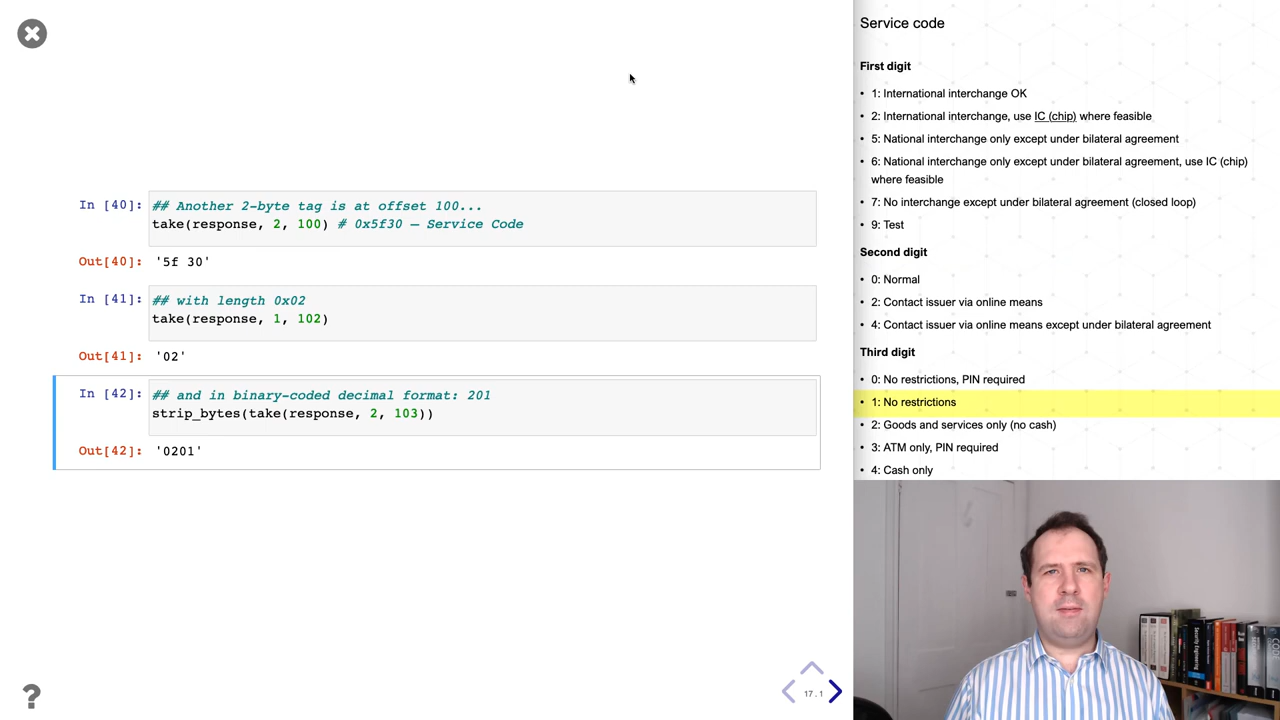 In [40]:
## Another 2-byte tag is at offset 100...
take(response, 2, 100) # 0x5f30 — Service Code
Out[40]: '5f 30'
In [41]:
## with length 0x02
take(response, 1, 102)
Out[41]: '02'
In [42]:
## and in binary-coded decimal format: 201
strip_bytes(take(response, 2, 103))
Out[42]: '0201'
?
17.1
Service code
First digit
• 1: International interchange OK
• 2: International interchange, use IC (chip) where feasible
• 5: National interchange only except under bilateral agreement
• 6: National interchange only except under bilateral agreement, use IC (chip)
where feasible
• 7: No interchange except under bilateral agreement (closed loop)
• 9: Test
Second digit
• 0: Normal
• 2: Contact issuer via online means
• 4: Contact issuer via online means except under bilateral agreement
Third digit
• 0: No restrictions, PIN required
• 1: No restrictions
• 2: Goods and services only (no cash)
• 3: ATM only, PIN required
• 4: Cash only
Security Engineering